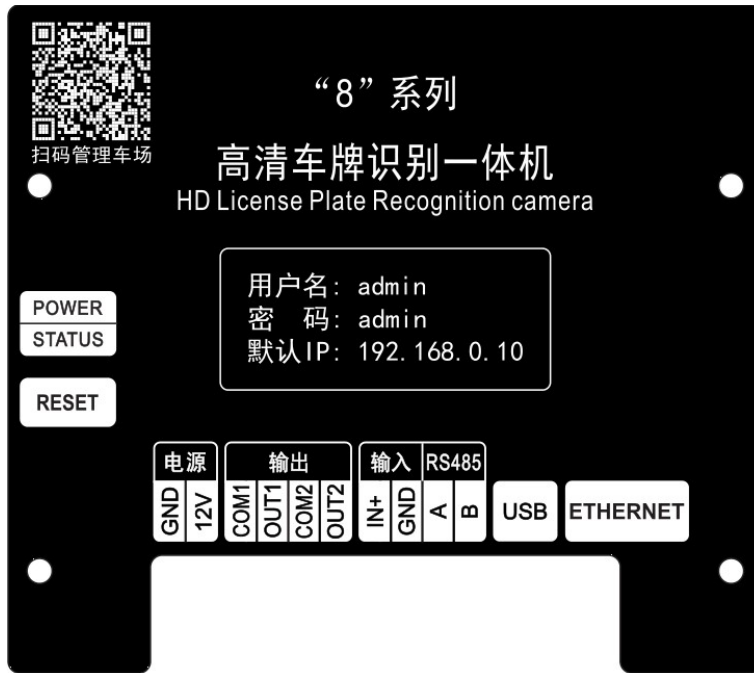 扫码管理车场
“8”系列
高清车牌识别一体机
HD License Plate Recognition camera
用户名: admin
密 码: admin
默认IP: 192.168.0.10
POWER
STATUS
RESET
电源 输出 输入 RS485
GND 12V COM1 OUT1 COM2 OUT2 IN+ GND A B USB ETHERNET